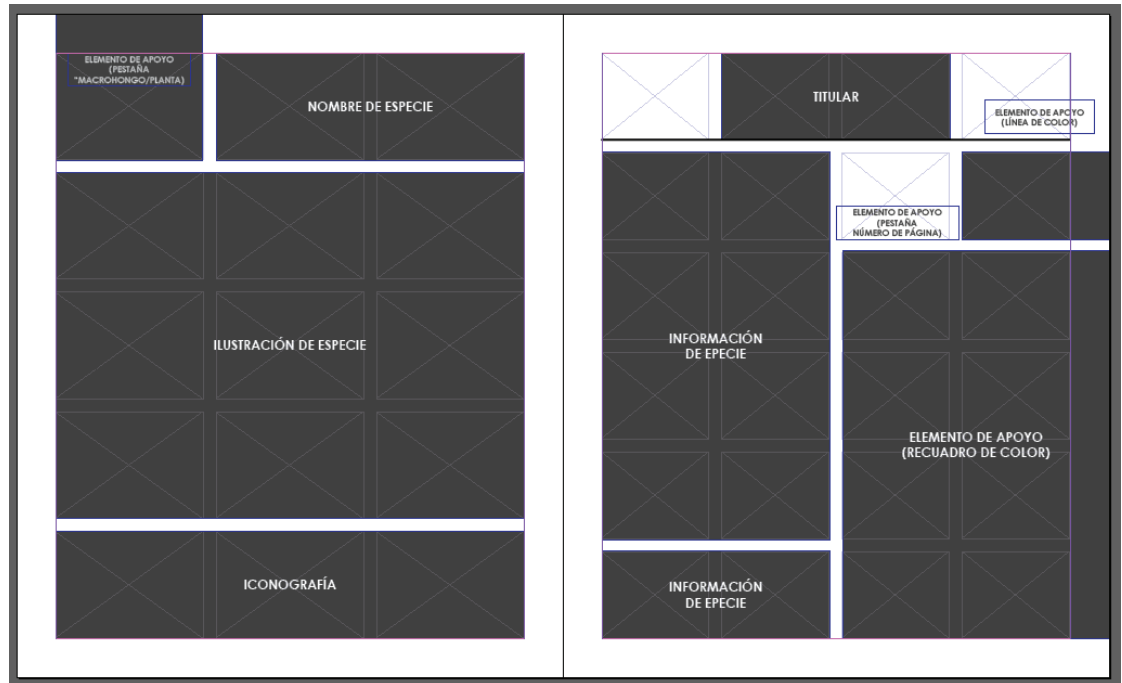 ELEMENTO DE APOYO
(PESTAÑA
"MACROHONGO/PLANTA)
NOMBRE DE ESPECIE
ILUSTRACIÓN DE ESPECIE
ICONOGRAFÍA
TITULAR
ELEMENTO DE APOYO
(LÍNEA DE COLOR)
ELEMENTO DE APOYO
(PESTAÑA
NÚMERO DE PÁGINA)
INFORMACIÓN
DE EPECIE
ELEMENTO DE APOYO
(RECUADRO DE COLOR)
INFORMACIÓN
DE EPECIE